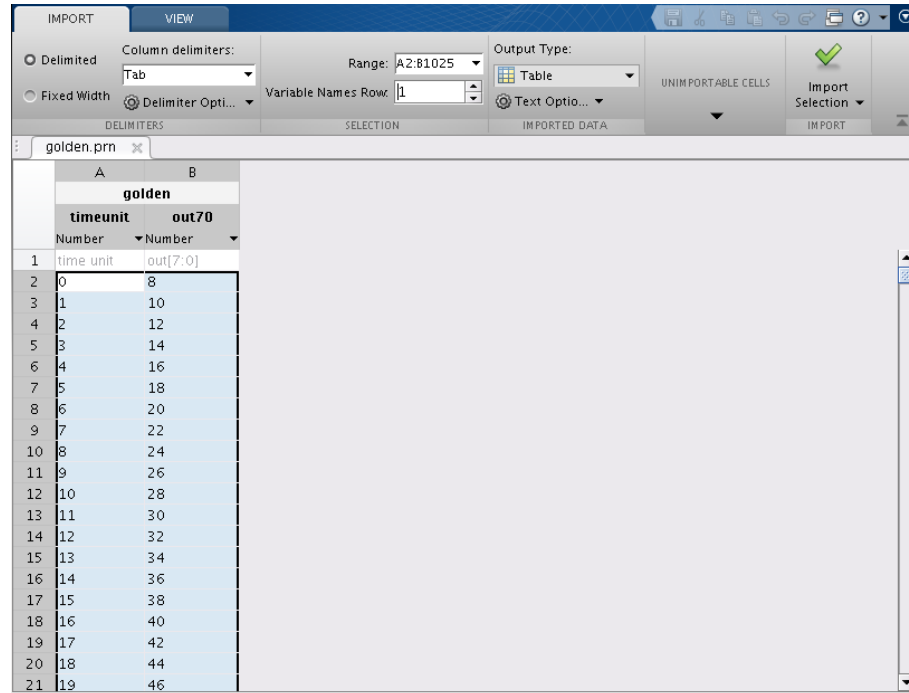 IMPORT VIEW
Delimited
Fixed Width
Column delimiters:
Tab
Delimiter Opti...
DELIMITERS
Range: A2:B1025
Variable Names Row: 1
SELECTION
Output Type:
Table
Text Optio...
IMPORTED DATA
UNIMPORTABLE CELLS
Import
Selection
IMPORT
golden.prn
A B
golden
timeunit out70
Number Number
1 time unit out[7:0]
2 0 8
3 1 10
4 2 12
5 3 14
6 4 16
7 5 18
8 6 20
9 7 22
10 8 24
11 9 26
12 10 28
13 11 30
14 12 32
15 13 34
16 14 36
17 15 38
18 16 40
19 17 42
20 18 44
21 19 46